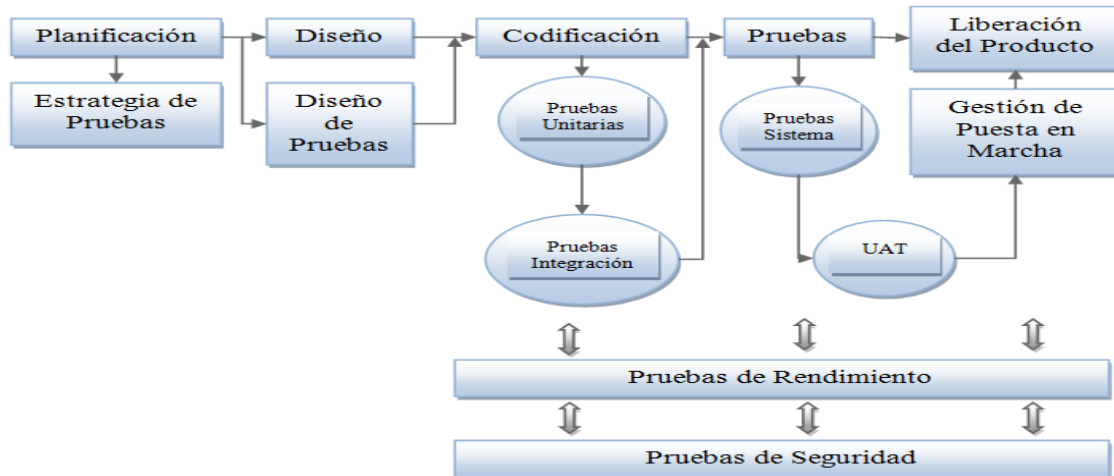 Planificación
Estrategia de
Pruebas
Diseño
Diseño
de
Pruebas
Codificación
Pruebas
Unitarias
Pruebas
Integración
Pruebas
Pruebas
Sistema
UAT
Liberación
del Producto
Gestión de
Puesta en
Marcha
Pruebas de Rendimiento
Pruebas de Seguridad